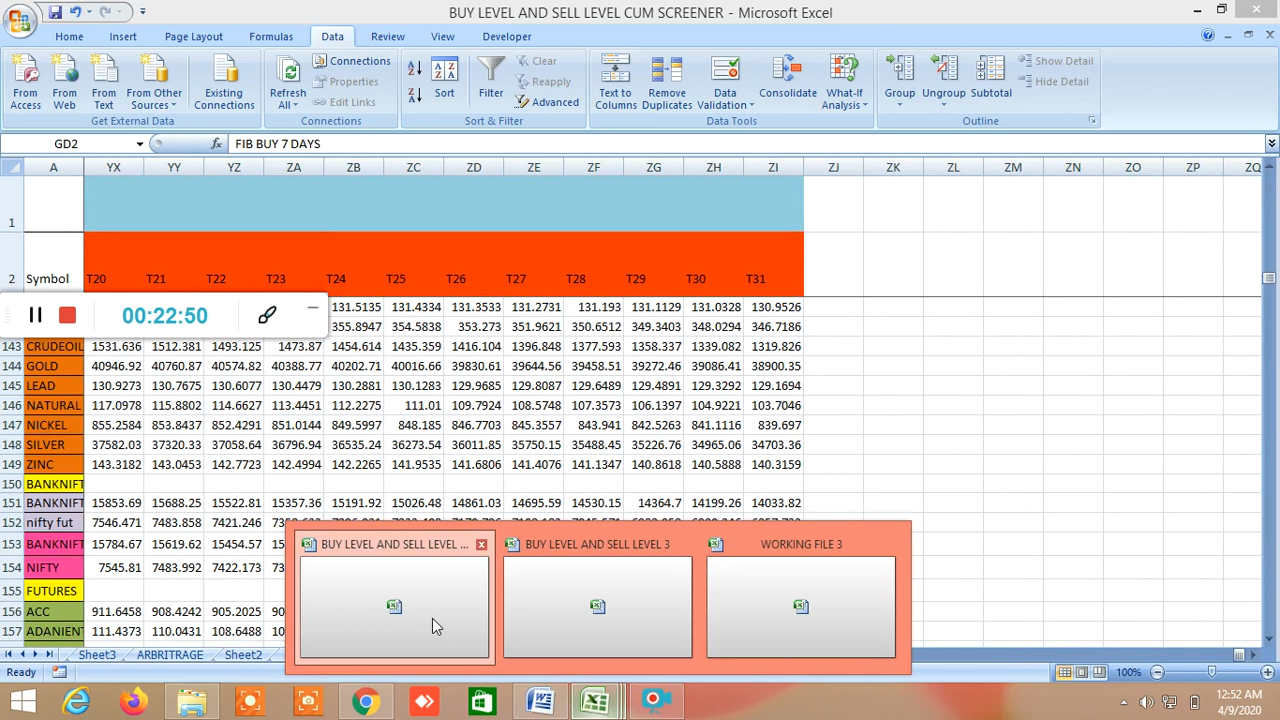 BUY LEVEL AND SELL LEVEL CUM SCREENER - Microsoft Excel
Home Insert Page Layout Formulas Data Review View Developer
From Access
From Web
From Text
From Other Sources
Existing Connections
Get External Data
Refresh All
Connections
Properties
Edit Links
Connections
Sort
Filter
Clear
Reapply
Advanced
Sort & Filter
Text to Columns
Remove Duplicates
Data Validation
Consolidate
What-If Analysis
Data Tools
Group
Ungroup
Subtotal
Show Detail
Hide Detail
Outline
GD2 fx FIB BUY 7 DAYS
A YX YY YZ ZA ZB ZC ZD ZE ZF ZG ZH ZI ZJ ZK ZL ZM ZN ZO ZP ZQ
1
2 Symbol T20 T21 T22 T23 T24 T25 T26 T27 T28 T29 T30 T31
131.5135 131.4334 131.3533 131.2731 131.193 131.1129 131.0328 130.9526
00:22:50
355.8947 354.5838 353.273 351.9621 350.6512 349.3403 348.0294 346.7186
143 CRUDEOIL 1531.636 1512.381 1493.125 1473.87 1454.614 1435.359 1416.104 1396.848 1377.593 1358.337 1339.082 1319.826
144 GOLD 40946.92 40760.87 40574.82 40388.77 40202.71 40016.66 39830.61 39644.56 39458.51 39272.46 39086.41 38900.35
145 LEAD 130.9273 130.7675 130.6077 130.4479 130.2881 130.1283 129.9685 129.8087 129.6489 129.4891 129.3292 129.1694
146 NATURAL 117.0978 115.8802 114.6627 113.4451 112.2275 111.01 109.7924 108.5748 107.3573 106.1397 104.9221 103.7046
147 NICKEL 855.2584 853.8437 852.4291 851.0144 849.5997 848.185 846.7703 845.3557 843.941 842.5263 841.1116 839.697
148 SILVER 37582.03 37320.33 37058.64 36796.94 36535.24 36273.54 36011.85 35750.15 35488.45 35226.76 34965.06 34703.36
149 ZINC 143.3182 143.0453 142.7723 142.4994 142.2265 141.9535 141.6806 141.4076 141.1347 140.8618 140.5888 140.3159
150 BANKNIFT
151 BANKNIFT 15853.69 15688.25 15522.81 15357.36 15191.92 15026.48 14861.03 14695.59 14530.15 14364.7 14199.26 14033.82
152 nifty fut 7546.471 7483.858 7421.246
153 BANKNIFT 15784.67 15619.62 15454.57
154 NIFTY 7545.81 7483.992 7422.173
155 FUTURES
156 ACC 911.6458 908.4242 905.2025
157 ADANIENT 111.4373 110.0431 108.6488
BUY LEVEL AND SELL LEVEL ... BUY LEVEL AND SELL LEVEL 3 WORKING FILE 3
Sheet3 ARBITRAGE Sheet2
Ready 100%
12:52 AM
4/9/2020